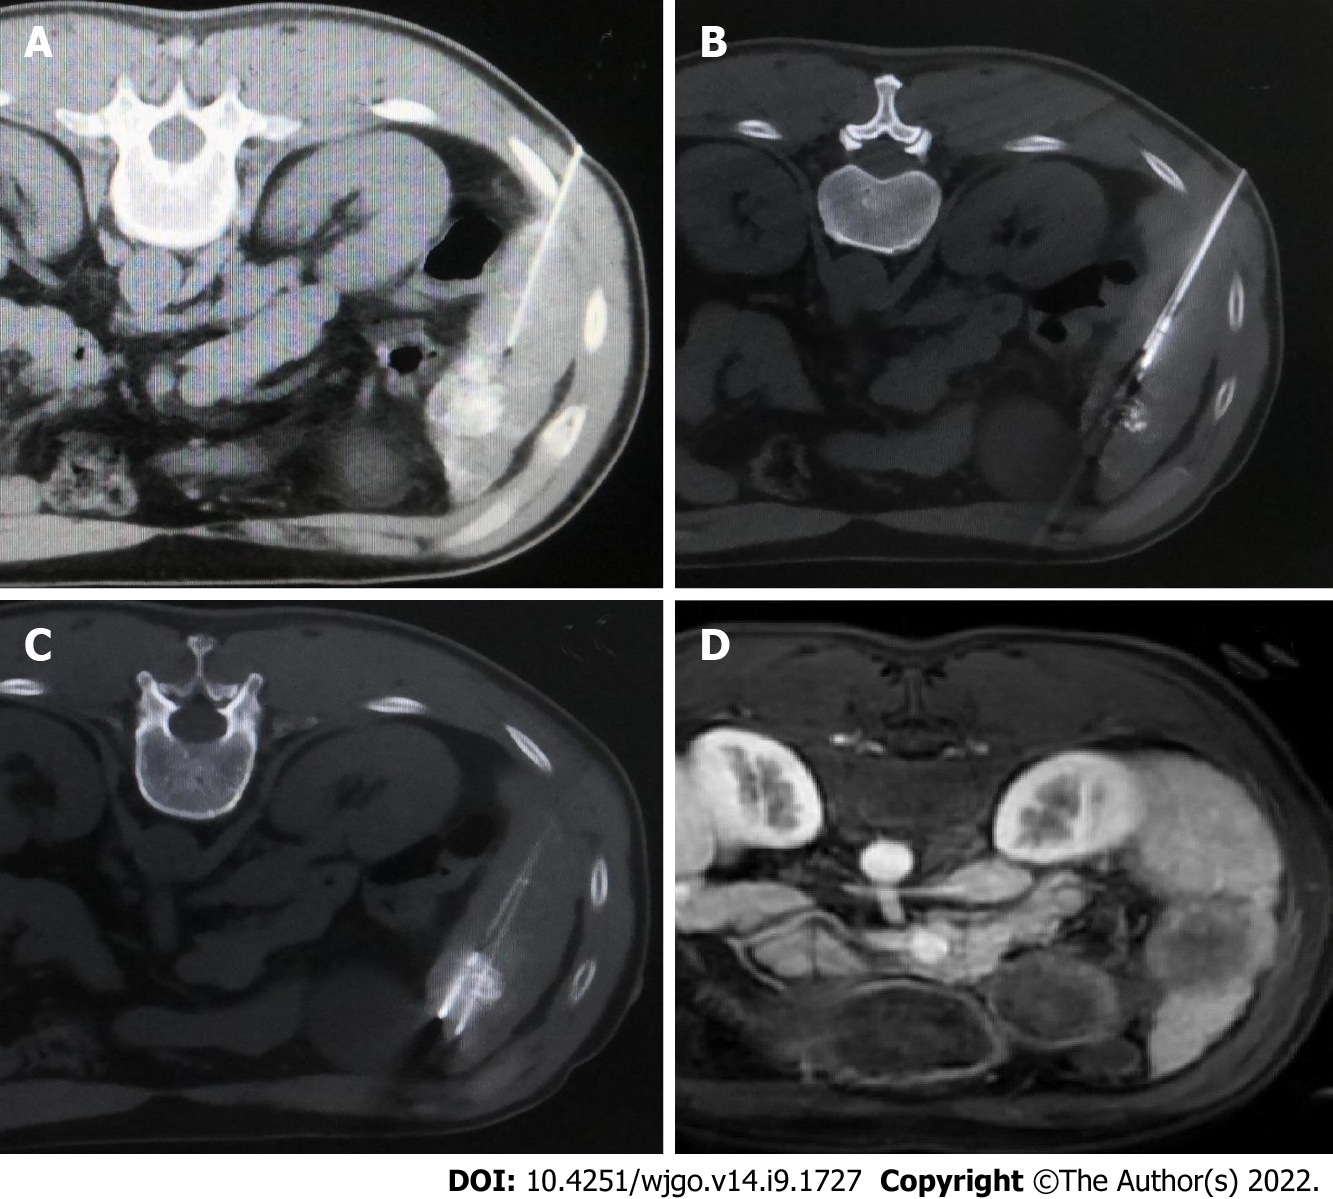 A
B
C
D
DOI: 10.4251/wjgo.v14.i9.1727 Copyright ©The Author(s) 2022.